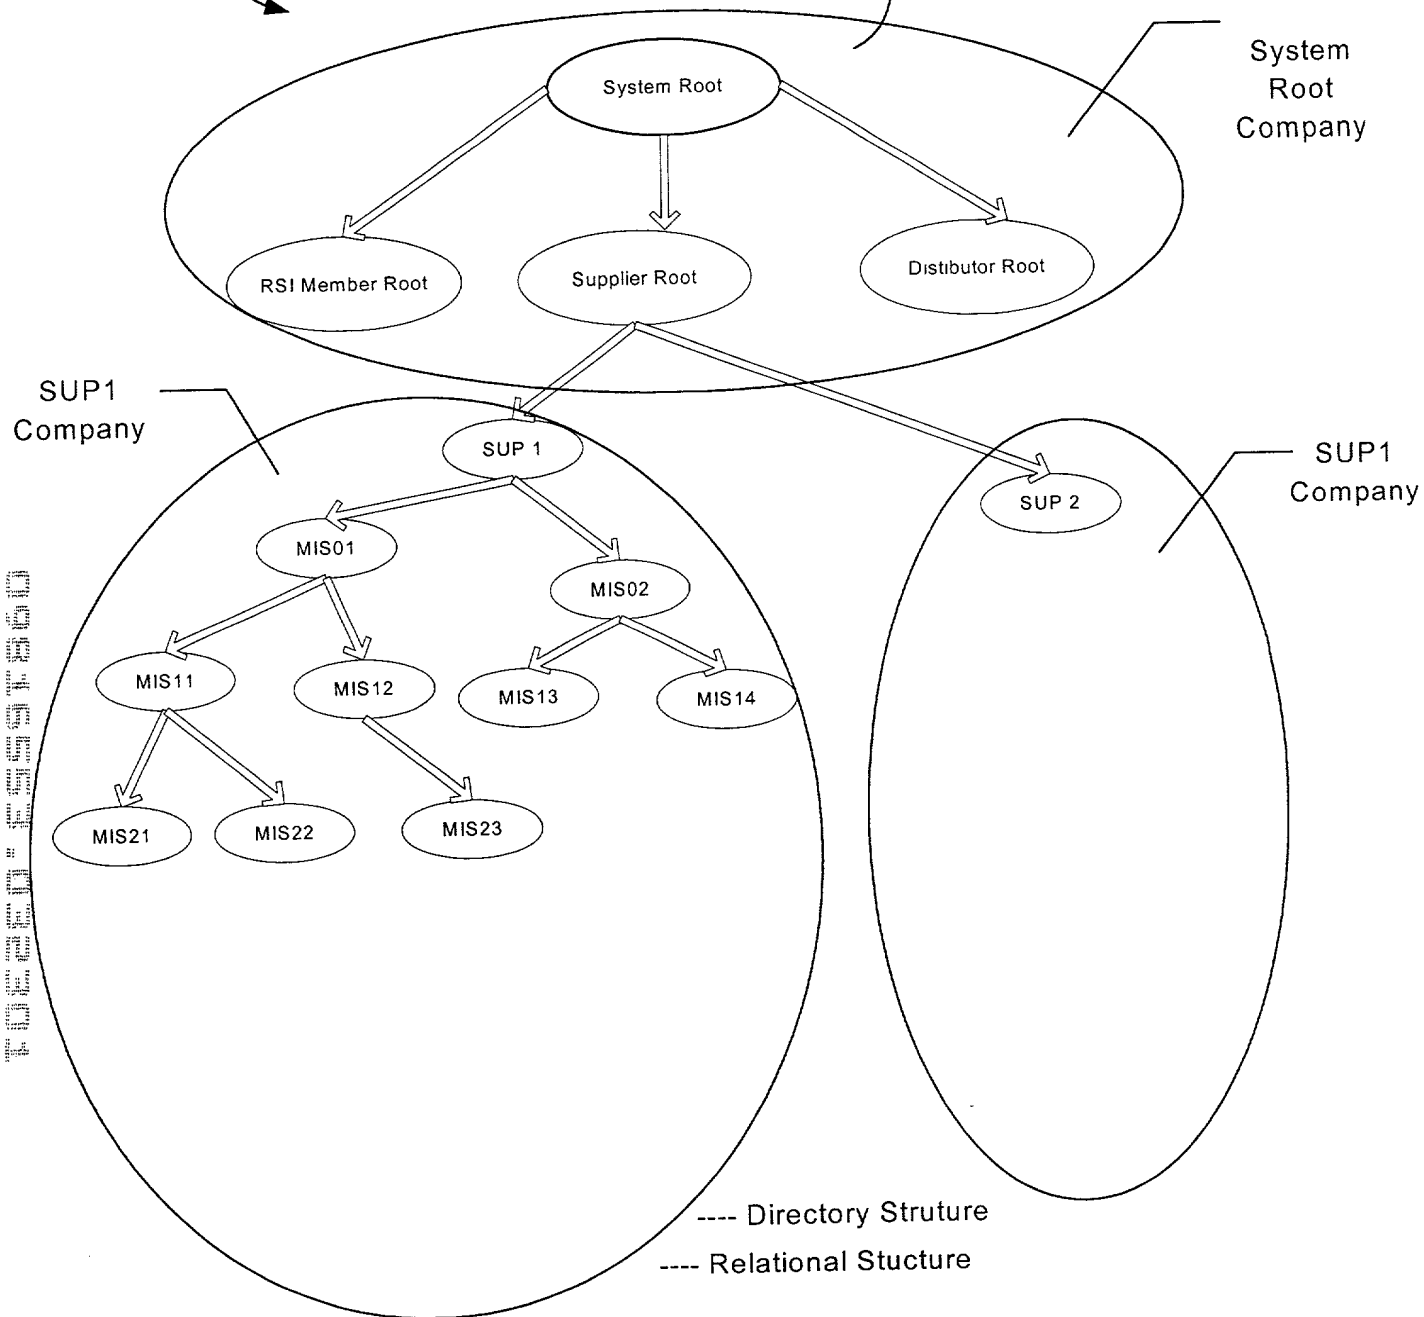 System
Root
Company
System Root
RSI Member Root
Supplier Root
Distibutor Root
SUP1
Company
SUP 1
SUP1
Company
SUP 2
MIS01
MIS02
MIS11
MIS12
MIS13
MIS14
MIS21
MIS22
MIS23
---- Directory Struture
---- Relational Stucture